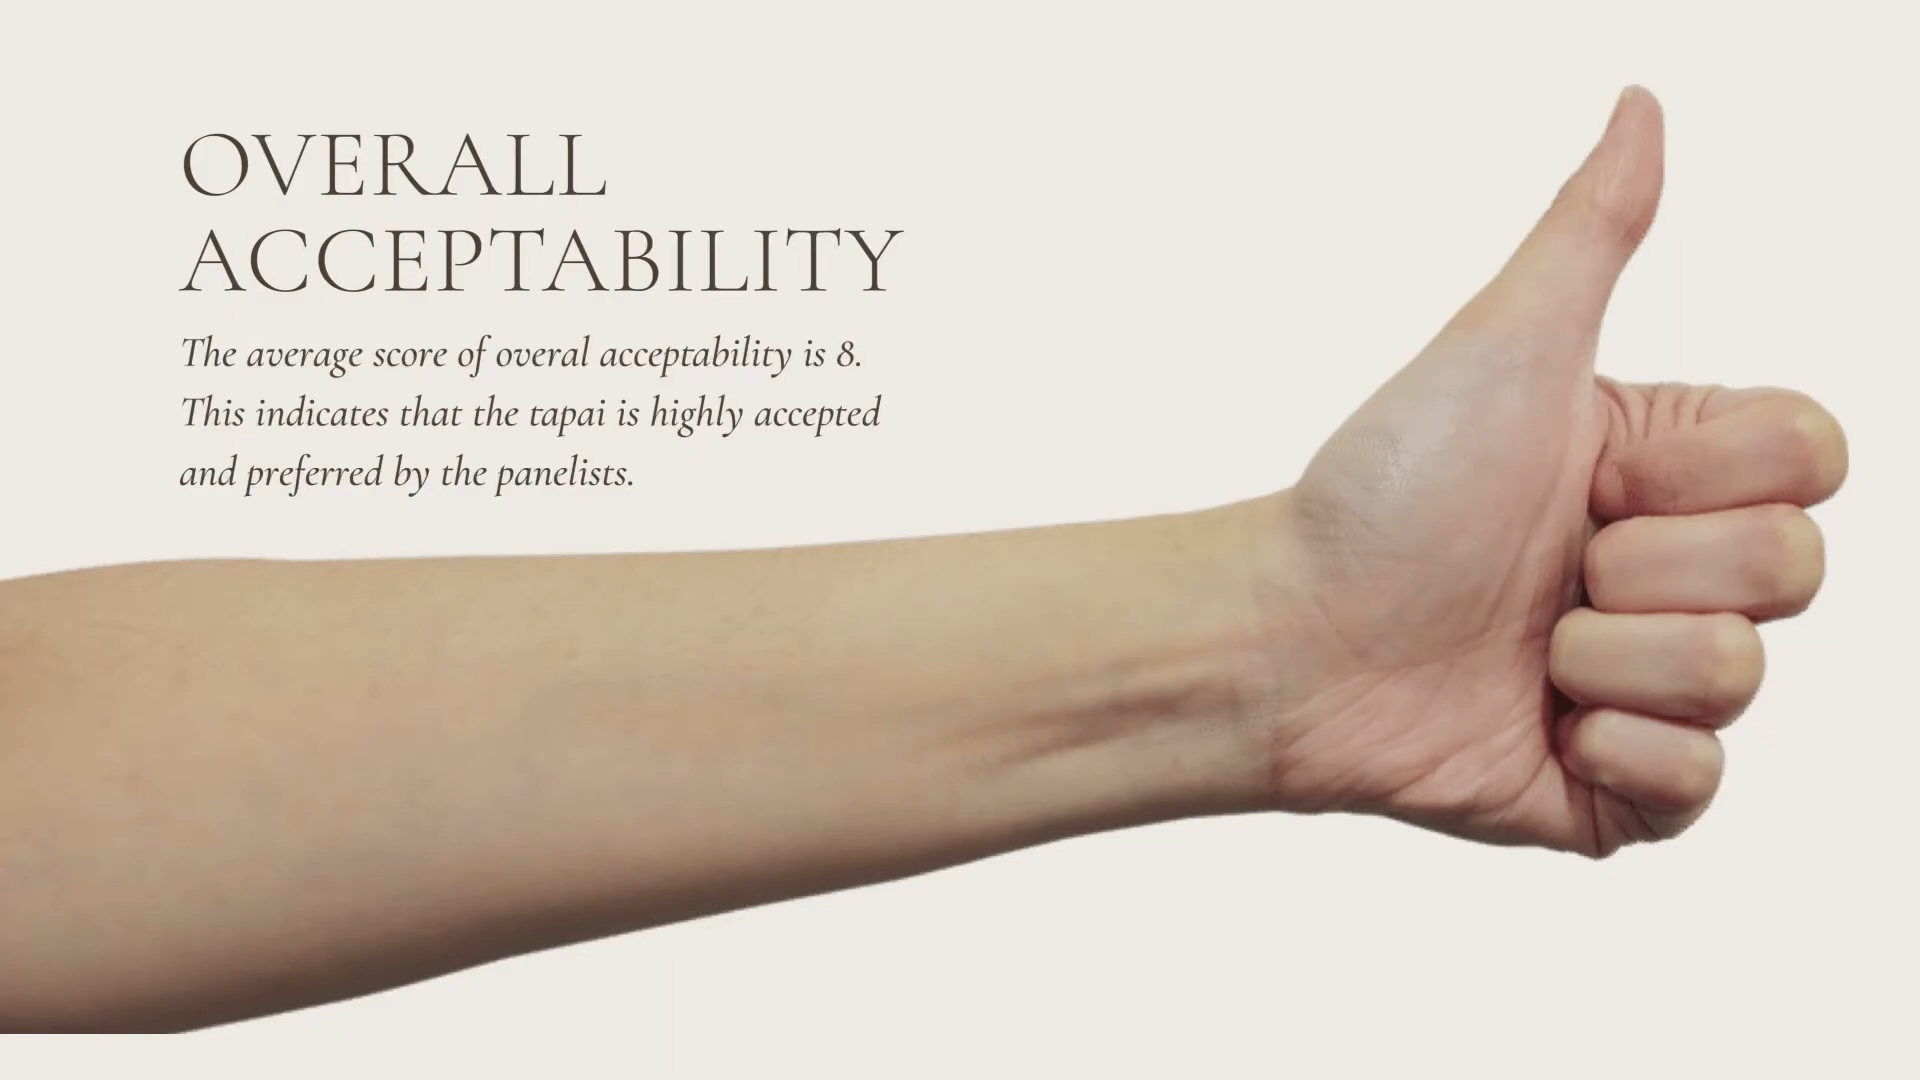 OVERALL
ACCEPTABILITY
The average score of overal acceptability is 8.
This indicates that the tapai is highly accepted
and preferred by the panelists.